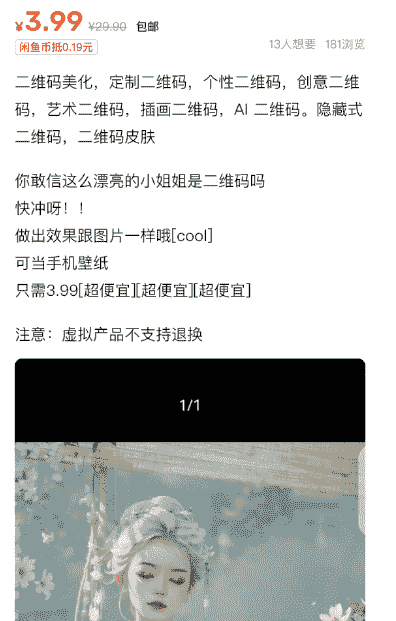 ¥3.99 ¥29.90 包邮
闲鱼币抵0.19元
13人想要 · 181浏览
二维码美化，定制二维码，个性二维码，创意二维
码，艺术二维码，插画二维码，AI 二维码。隐藏式
二维码，二维码皮肤
你敢信这么漂亮的小姐姐是二维码吗
快冲呀！！
做出效果跟图片一样哦[cool]
可当手机壁纸
只需3.99[超便宜][超便宜][超便宜]
注意：虚拟产品不支持退换
1/1